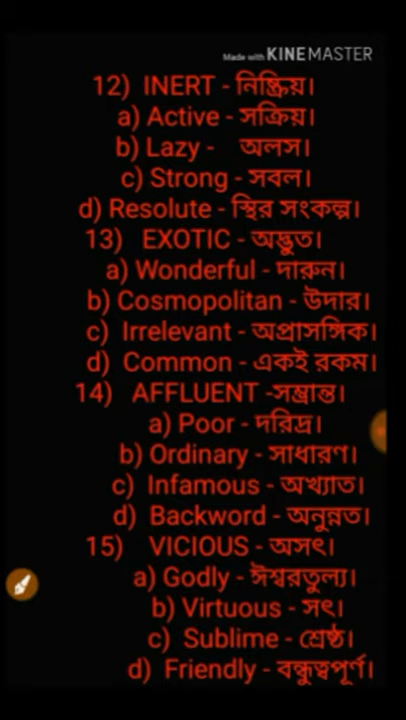 Made with KINEMASTER
12) INERT - নিষ্ক্রিয়।
a) Active - সক্রিয়।
b) Lazy - অলস।
c) Strong - সবল।
d) Resolute - স্থির সংকল্প।
13) EXOTIC - অদ্ভুত।
a) Wonderful - দারুন।
b) Cosmopolitan - উদার।
c) Irrelevant - অপ্রাসঙ্গিক।
d) Common - একই রকম।
14) AFFLUENT -সম্ভ্রান্ত।
a) Poor - দরিদ্র।
b) Ordinary - সাধারণ।
c) Infamous - অখ্যাত।
d) Backword - অনুন্নত।
15) VICIOUS - অসৎ।
a) Godly - ঈশ্বরতুল্য।
b) Virtuous - সৎ।
c) Sublime - শ্রেষ্ঠ।
d) Friendly - বন্ধুত্বপূর্ণ।